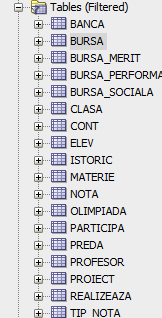 Tables (Filtered)
BANCA
BURSA
BURSA_MERIT
BURSA_PERFORMA
BURSA_SOCIALA
CLASA
CONT
ELEV
ISTORIC
MATERIE
NOTA
OLIMPIADA
PARTICIPA
PREDA
PROFESOR
PROIECT
REALIZEAZA
TIP_NOTA